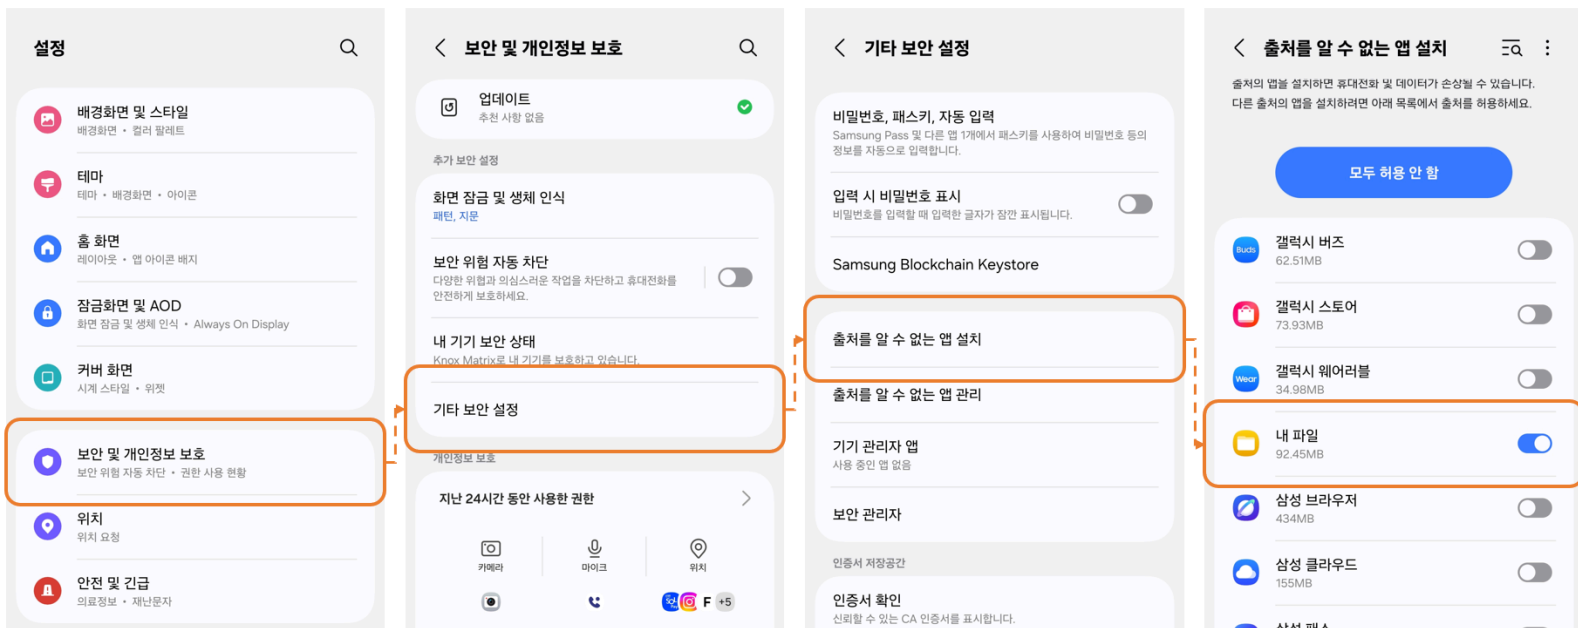 설정
배경화면 및 스타일
배경화면 • 컬러 팔레트
테마
테마 • 배경화면 • 아이콘
홈 화면
레이아웃 • 앱 아이콘 배지
잠금화면 및 AOD
화면 잠금 및 생체 인식 • Always On Display
커버 화면
시계 스타일 • 위젯
보안 및 개인정보 보호
보안 위험 자동 차단 • 권한 사용 현황
위치
위치 요청
안전 및 긴급
의료정보 • 재난문자
보안 및 개인정보 보호
업데이트
추천 사항 없음
추가 보안 설정
화면 잠금 및 생체 인식
패턴, 지문
보안 위험 자동 차단
다양한 위협과 의심스러운 작업을 차단하고 휴대전화를
안전하게 보호하세요.
내 기기 보안 상태
Knox Matrix로 내 기기를 보호하고 있습니다.
기타 보안 설정
개인정보 보호
지난 24시간 동안 사용한 권한
카메라
마이크
위치
F +5
기타 보안 설정
비밀번호, 패스키, 자동 입력
Samsung Pass 및 다른 앱 1개에서 패스키를 사용하여 비밀번호 등의
정보를 자동으로 입력합니다.
입력 시 비밀번호 표시
비밀번호를 입력할 때 입력한 글자가 잠깐 표시됩니다.
Samsung Blockchain Keystore
출처를 알 수 없는 앱 설치
출처를 알 수 없는 앱 관리
기기 관리자 앱
사용 중인 앱 없음
보안 관리자
인증서 저장공간
인증서 확인
신뢰할 수 있는 CA 인증서를 표시합니다.
출처를 알 수 없는 앱 설치
출처의 앱을 설치하면 휴대전화 및 데이터가 손상될 수 있습니다.
다른 출처의 앱을 설치하려면 아래 목록에서 출처를 허용하세요.
모두 허용 안 함
Buds
갤럭시 버즈
62.51MB
갤럭시 스토어
73.93MB
Wear
갤럭시 웨어러블
34.98MB
내 파일
92.45MB
삼성 브라우저
434MB
삼성 클라우드
155MB
삼성 패스